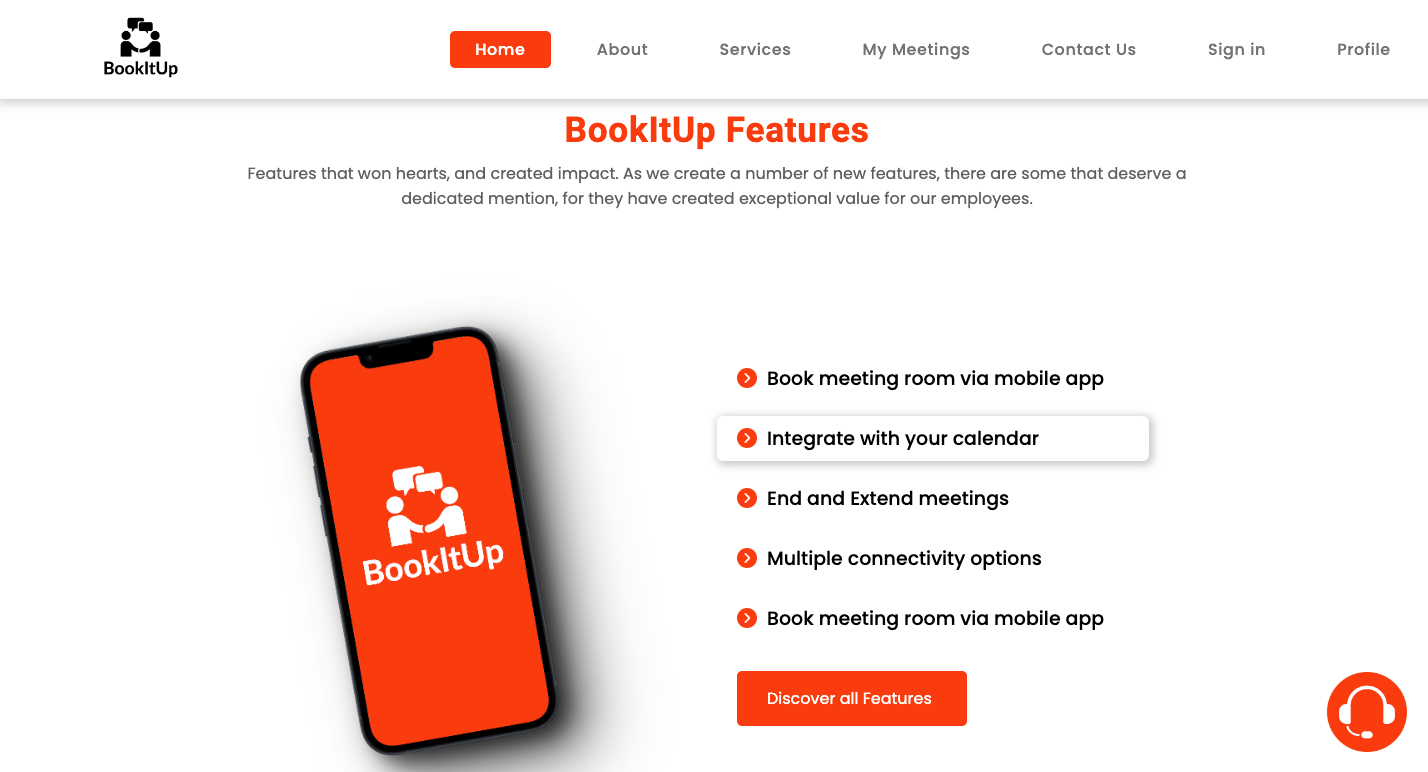 BookItUp
Home
About
Services
My Meetings
Contact Us
Sign in
Profile
BookItUp Features
Features that won hearts, and created impact. As we create a number of new features, there are some that deserve a
dedicated mention, for they have created exceptional value for our employees.
BookItUp
Book meeting room via mobile app
Integrate with your calendar
End and Extend meetings
Multiple connectivity options
Book meeting room via mobile app
Discover all Features